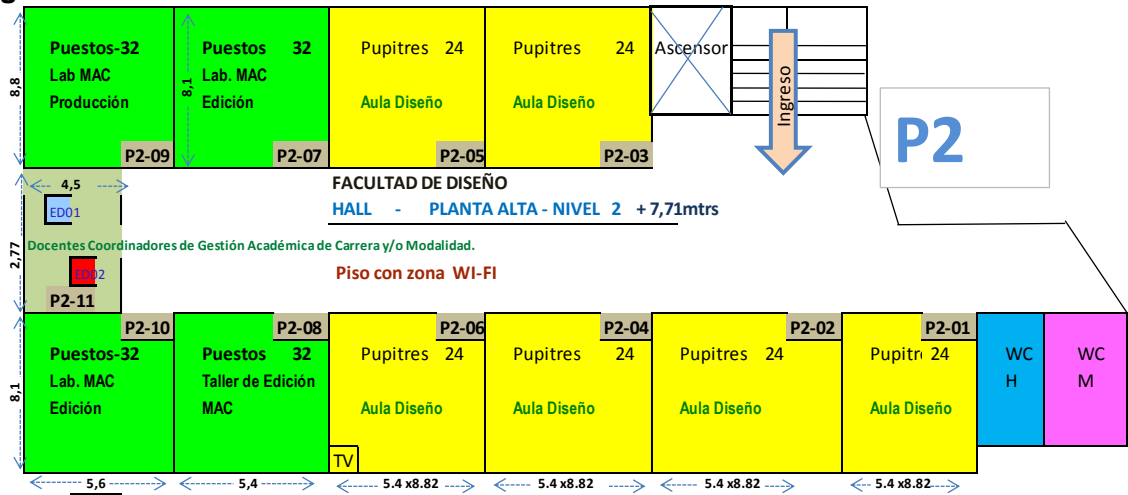 Puestos-32
Lab MAC
Producción
P2-09
Puestos 32
Lab. MAC
Edición
P2-07
Pupitres 24
Aula Diseño
P2-05
Pupitres 24
Aula Diseño
P2-03
Ascensor
Ingreso
P2
8,8
8,1
4,5
ED01
FACULTAD DE DISEÑO
HALL - PLANTA ALTA - NIVEL 2 + 7,71mtrs
Docentes Coordinadores de Gestión Académica de Carrera y/o Modalidad.
2,77
ED02
Piso con zona WI-FI
P2-11
P2-10
Puestos-32
Lab. MAC
Edición
P2-08
Puestos 32
Taller de Edición
MAC
P2-06
Pupitres 24
Aula Diseño
TV
P2-04
Pupitres 24
Aula Diseño
P2-02
Pupitres 24
Aula Diseño
P2-01
Pupitre 24
Aula Diseño
WC
H
WC
M
8,1
5,6
5,4
5.4 x8.82
5.4 x8.82
5.4 x8.82
5.4 x8.82